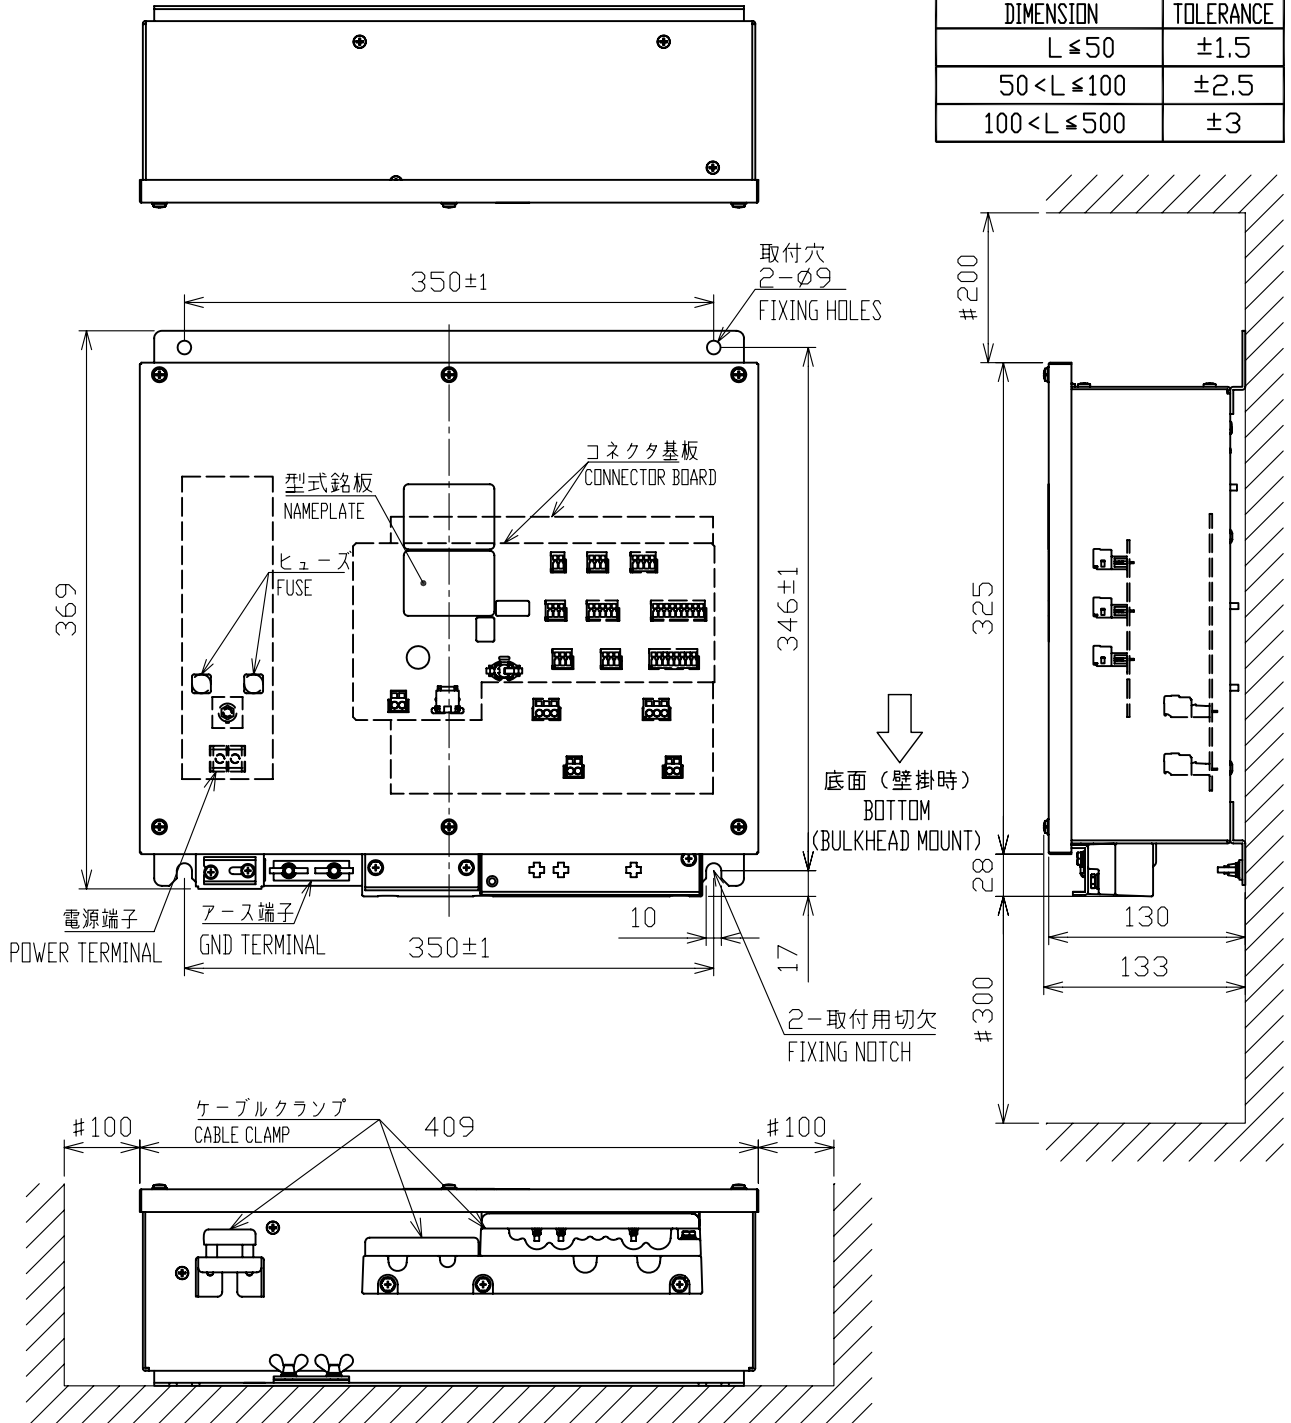 DIMENSION TOLERANCE
L≦50 ±1.5
50<L≦100 ±2.5
100<L≦500 ±3
取付穴
2-Ø9
FIXING HOLES
350±1
#200
コネクタ基板
CONNECTOR BOARD
型式銘板
NAMEPLATE
ヒューズ
FUSE
369
346±1
325
底面（壁掛時）
BOTTOM
(BULKHEAD MOUNT)
28
電源端子
POWER TERMINAL
アース端子
GND TERMINAL
350±1
10
17
130
133
#300
2-取付用切欠
FIXING NOTCH
ケーブルクランプ
CABLE CLAMP
#100
409
#100